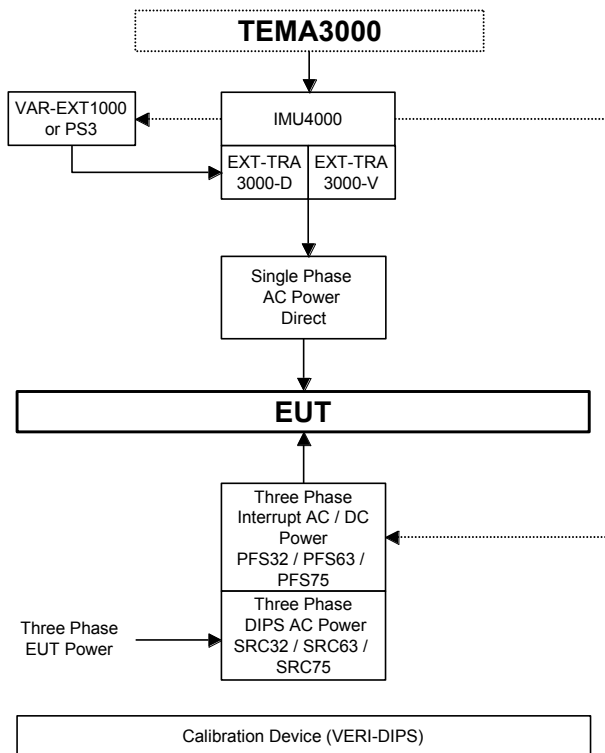 TEMA3000
VAR-EXT1000
or PS3
IMU4000
EXT-TRA
3000-D
EXT-TRA
3000-V
Single Phase
AC Power
Direct
EUT
Three Phase
Interrupt AC / DC
Power
PFS32 / PFS63 /
PFS75
Three Phase
EUT Power
Three Phase
DIPS AC Power
SRC32 / SRC63 /
SRC75
Calibration Device (VERI-DIPS)